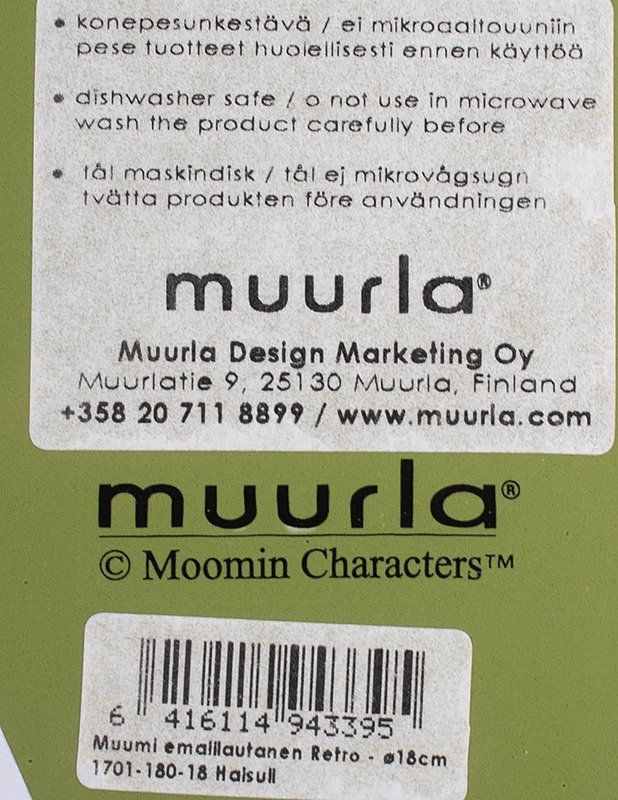 • konepesunkestävä / ei mikroaaltouuniin
pese tuotteet huolellisesti ennen käyttöä
• dishwasher safe / o not use in microwave
wash the product carefully before
• tål maskindisk / tål ej mikrovågsugn
tvätta produkten före användningen
muurla®
Muurla Design Marketing Oy
Muurlatie 9, 25130 Muurla, Finland
+358 20 711 8899 / www.muurla.com
muurla®
© Moomin Characters™
6 416114 943395
Muumi emalilautanen Retro - ø18cm
1701-180-18 Haisuli